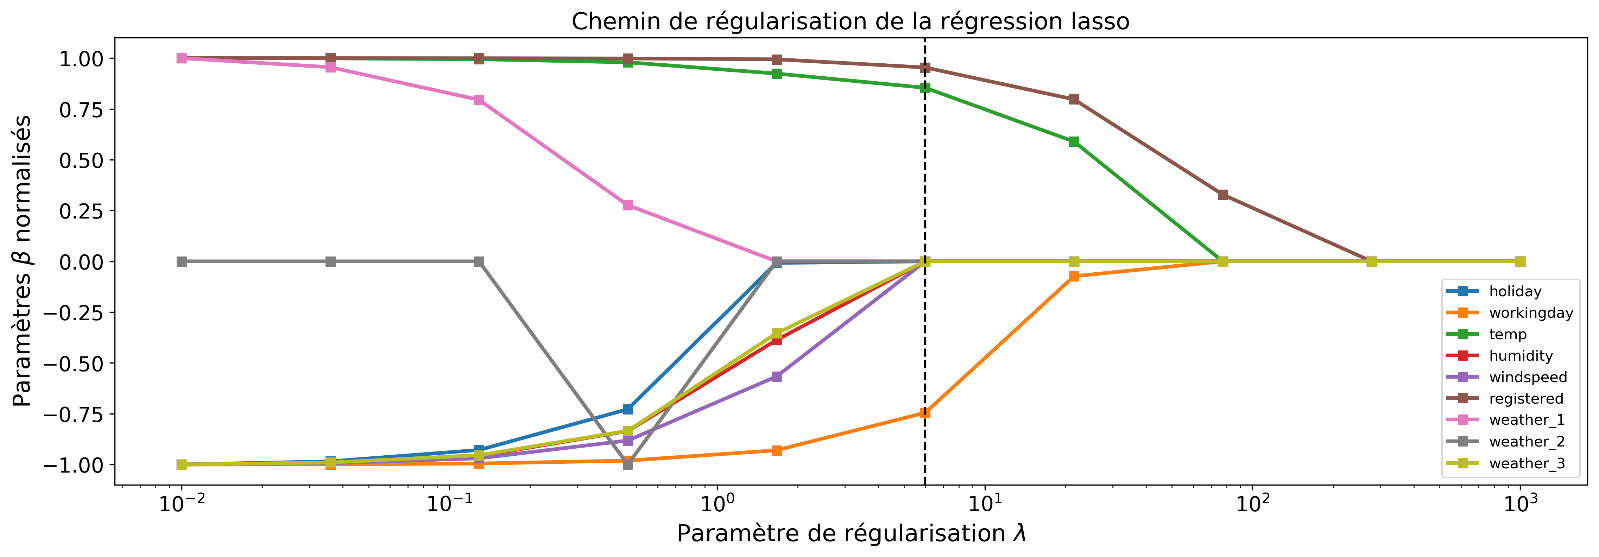 Chemin de régularisation de la régression lasso
Paramètres β normalisés
1.00
0.75
0.50
0.25
0.00
−0.25
−0.50
−0.75
−1.00
10⁻² 10⁻¹ 10⁰ 10¹ 10² 10³
Paramètre de régularisation λ
holiday
workingday
temp
humidity
windspeed
registered
weather_1
weather_2
weather_3